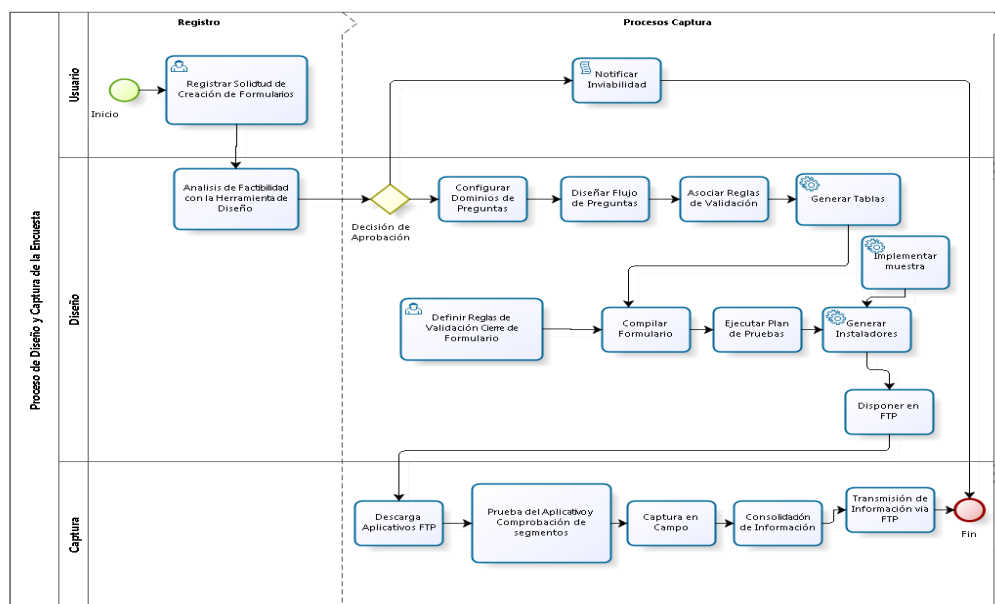 Registro
Procesos Captura
Proceso de Diseño y Captura de la Encuesta
Usuario
Inicio
Registrar Solicitud de
Creación de Formularios
Notificar
Inviabilidad
Diseño
Analisis de Factibilidad
con la Herramienta de
Diseño
Decisión de
Aprobación
Configurar
Dominios de
Preguntas
Diseñar Flujo
de Preguntas
Asociar Reglas
de Validación
Generar Tablas
Implementar
muestra
Definir Reglas de
Validación Cierre de
Formulario
Compilar
Formulario
Ejecutar Plan
de Pruebas
Generar
Instaladores
Disponer en
FTP
Captura
Descarga
Aplicativos FTP
Prueba del Aplicativo y
Comprobación de
segmentos
Captura en
Campo
Consolidación
de Información
Transmisión de
Información via
FTP
Fin